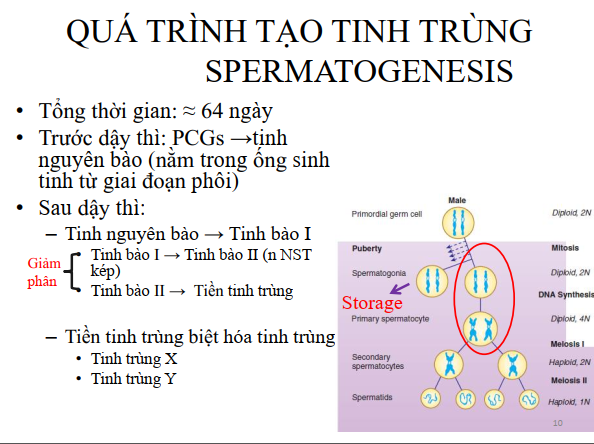 QUÁ TRÌNH TẠO TINH TRÙNG
SPERMATOGENESIS
• Tổng thời gian: ≈ 64 ngày
• Trước dậy thì: PCGs →tinh
nguyên bào (nằm trong ống sinh
tinh từ giai đoạn phôi)
• Sau dậy thì:
– Tinh nguyên bào → Tinh bào I
Giảm
phân
• Tinh bào I → Tinh bào II (n NST
kép)
• Tinh bào II → Tiền tinh trùng
– Tiền tinh trùng biệt hóa tinh trùng
• Tinh trùng X
• Tinh trùng Y
Male
Primordial germ cell
Diploid, 2N
Puberty
Mitosis
Spermatogonia
Diploid, 2N
Storage
DNA Synthesis
Primary spermatocyte
Diploid, 4N
Meiosis I
Secondary
spermatocytes
Haploid, 2N
Meiosis II
Spermatids
Haploid, 1N
10